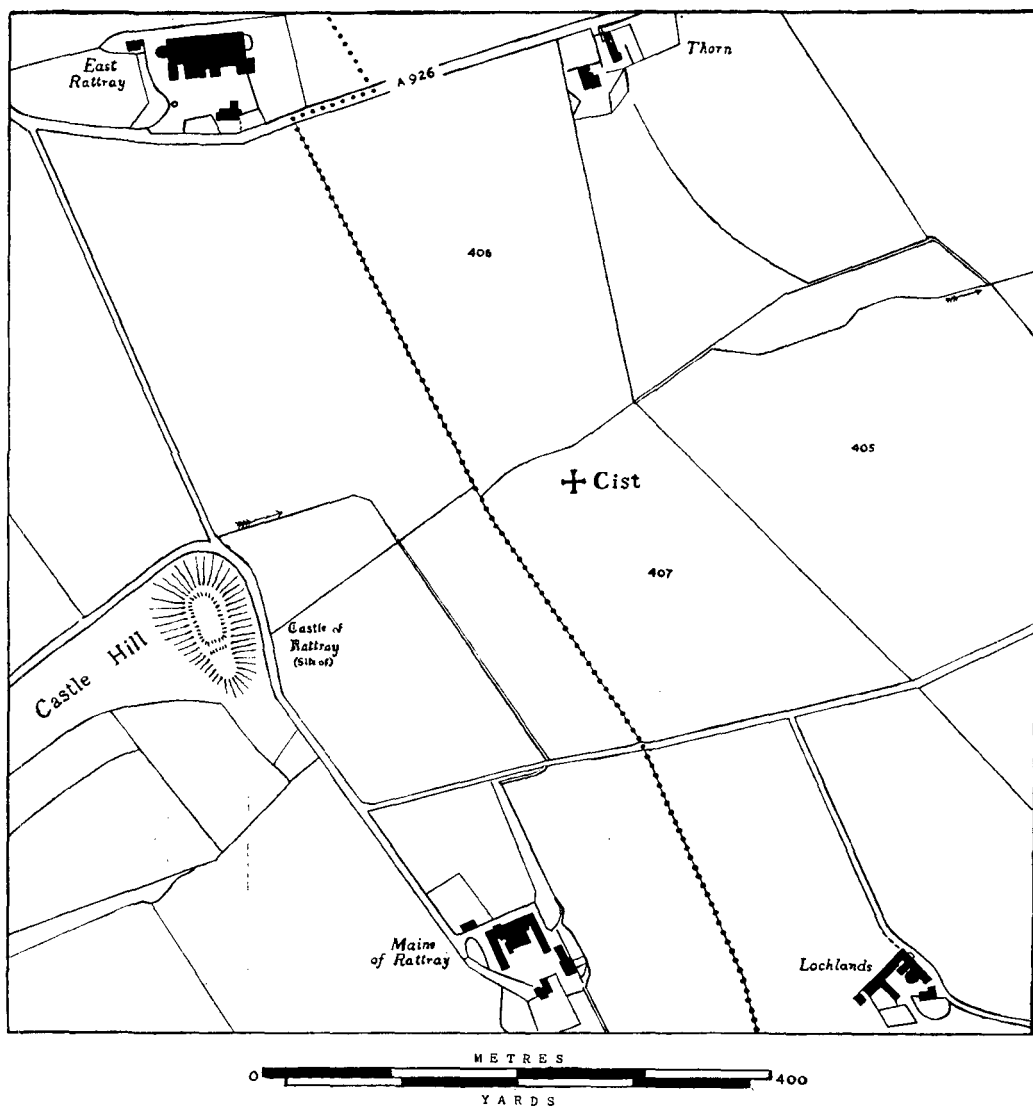 East
Rattray
A 926
Thorn
406
405
Cist
407
Castle of
Rattray
(Site of)
Castle Hill
Mains
of Rattray
Lochlands
METRES
0 400
YARDS